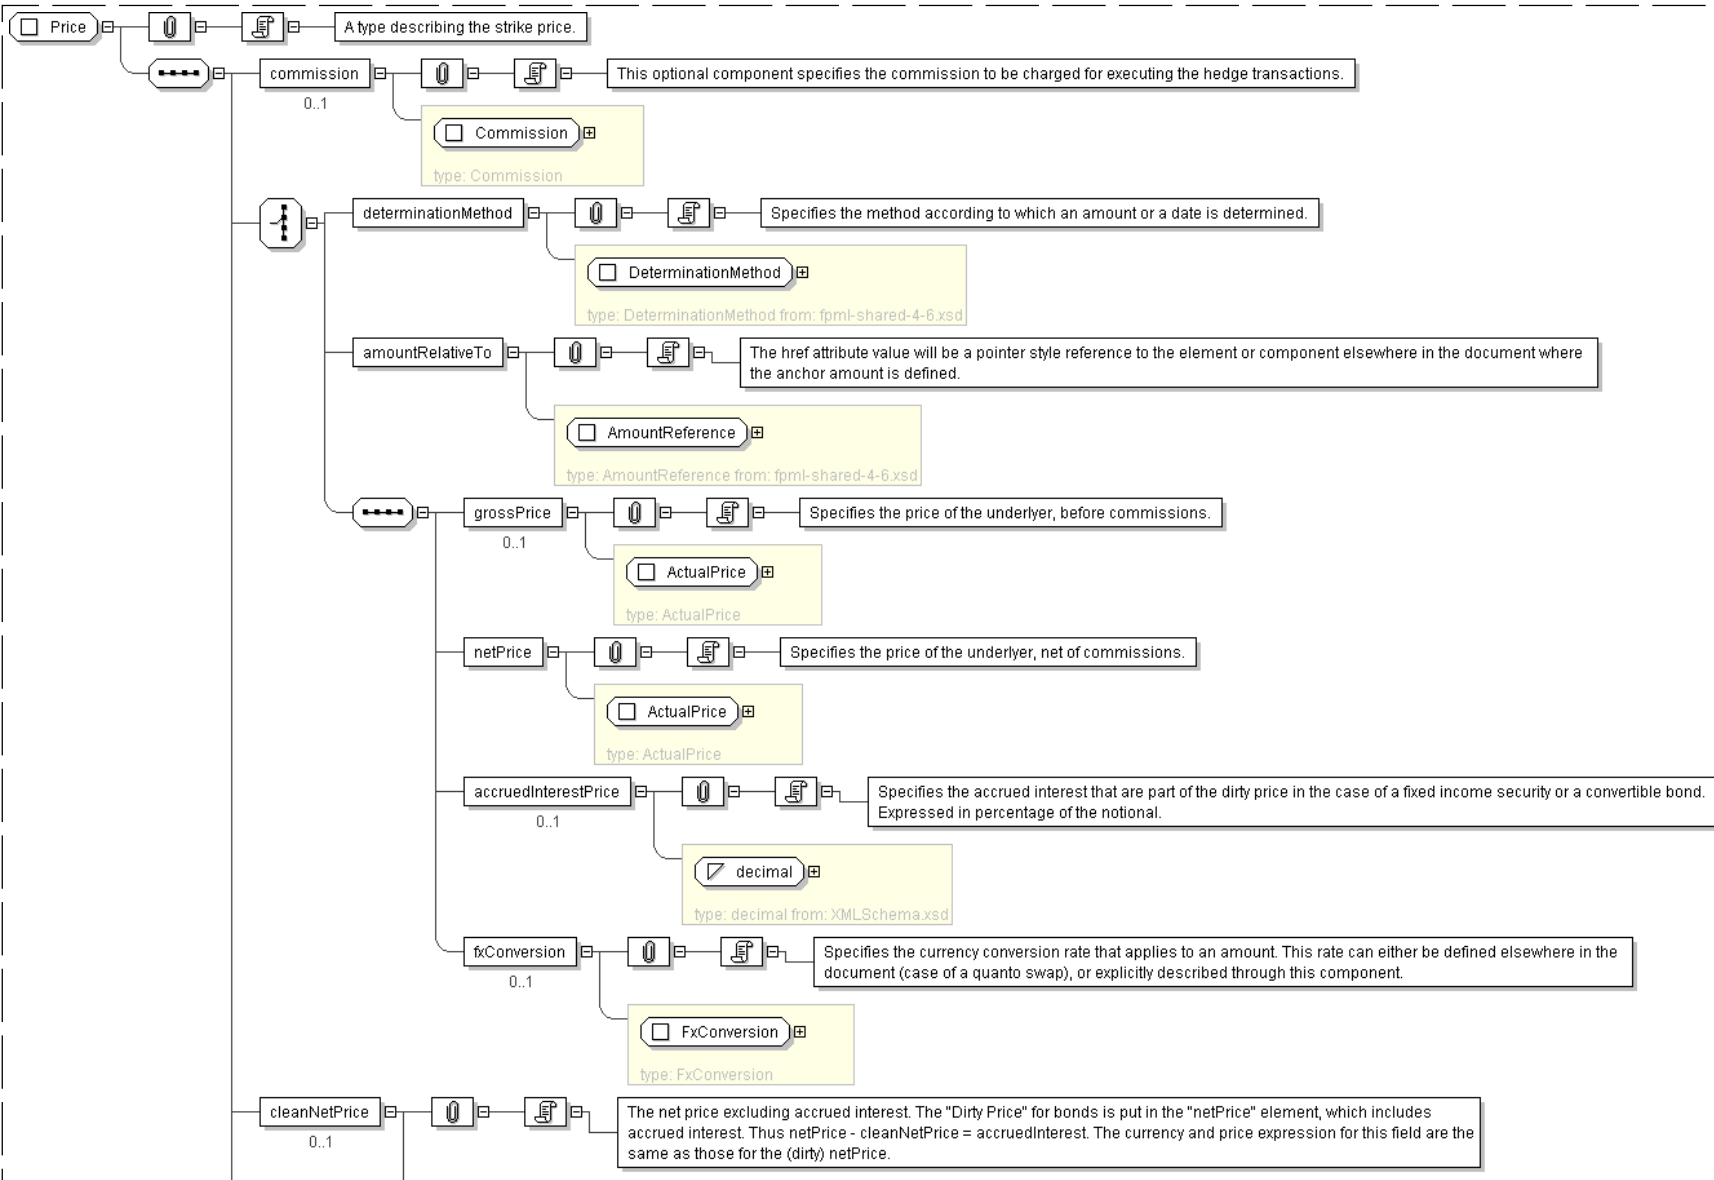 Price
A type describing the strike price.
commission
This optional component specifies the commission to be charged for executing the hedge transactions.
0..1
Commission
type: Commission
determinationMethod
Specifies the method according to which an amount or a date is determined.
DeterminationMethod
type: DeterminationMethod from: fpml-shared-4-6.xsd
amountRelativeTo
The href attribute value will be a pointer style reference to the element or component elsewhere in the document where
the anchor amount is defined.
AmountReference
type: AmountReference from: fpml-shared-4-6.xsd
grossPrice
Specifies the price of the underlyer, before commissions.
0..1
ActualPrice
type: ActualPrice
netPrice
Specifies the price of the underlyer, net of commissions.
ActualPrice
type: ActualPrice
accruedInterestPrice
Specifies the accrued interest that are part of the dirty price in the case of a fixed income security or a convertible bond.
Expressed in percentage of the notional.
0..1
decimal
type: decimal from: XMLSchema.xsd
fxConversion
Specifies the currency conversion rate that applies to an amount. This rate can either be defined elsewhere in the
document (case of a quanto swap), or explicitly described through this component.
0..1
FxConversion
type: FxConversion
cleanNetPrice
The net price excluding accrued interest. The "Dirty Price" for bonds is put in the "netPrice" element, which includes
accrued interest. Thus netPrice - cleanNetPrice = accruedInterest. The currency and price expression for this field are the
same as those for the (dirty) netPrice.
0..1